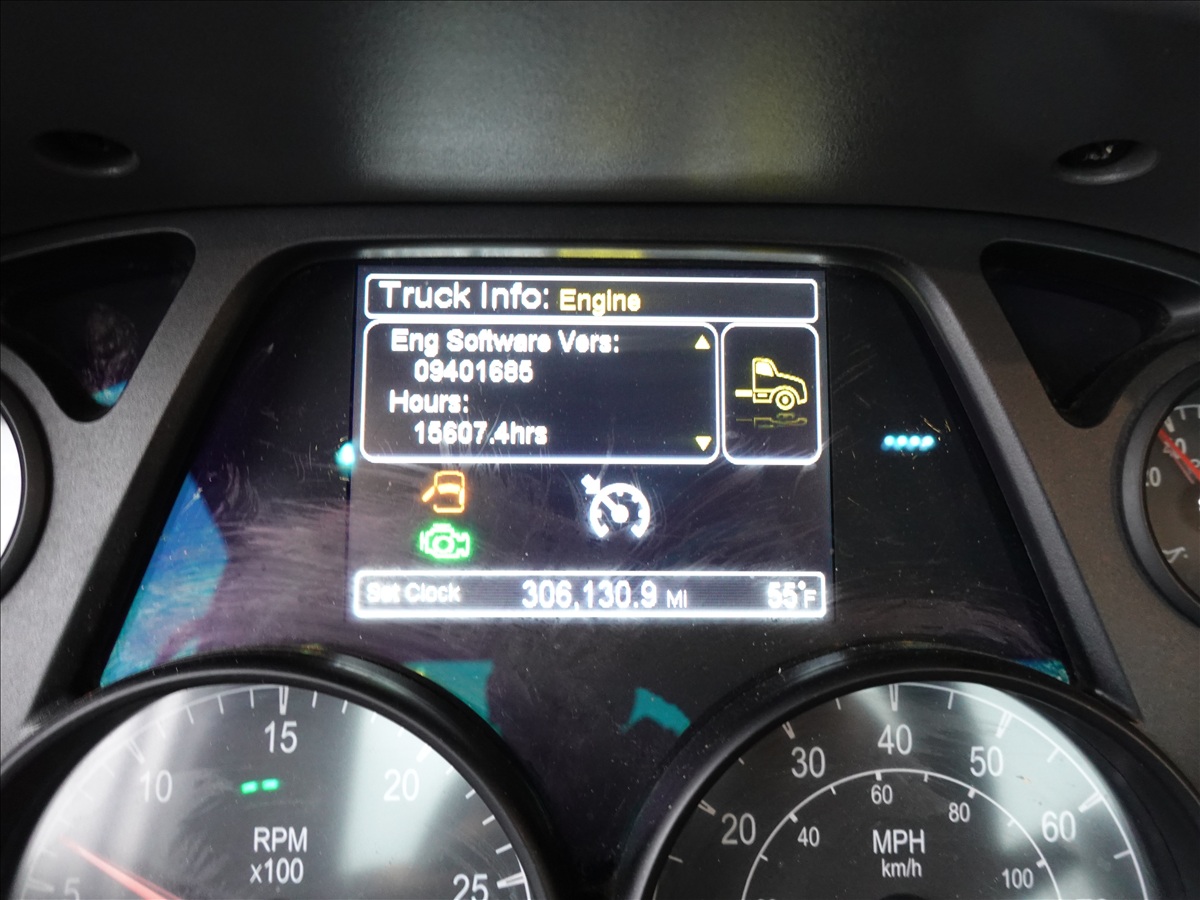 Truck Info: Engine
Eng Software Vers:
09401685
Hours:
15607.4hrs
Set Clock 306,130.9 MI 55°F
5
10
15
20
25
RPM
x100
20
30
40
50
60
40
60
80
100
MPH
km/h